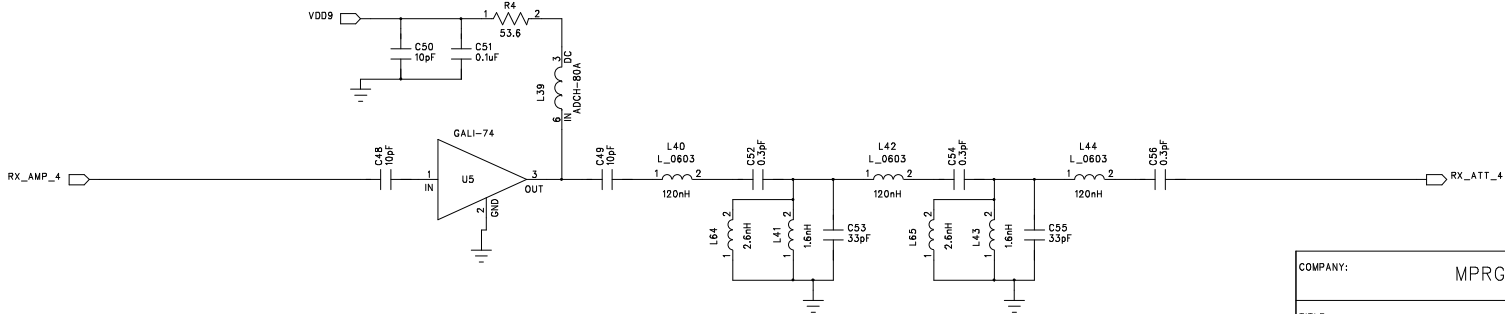 VDD9
R4
1 2
53.6
C50
10pF
C51
0.1uF
3 DC
L39
ADCH-80A
6 IN
GALI-74
RX_AMP_4
C48
10pF
1
IN
U5
3
OUT
2
GND
C49
10pF
L40
L_0603
1 2
120nH
C52
0.3pF
L42
L_0603
1 2
120nH
C54
0.3pF
L44
L_0603
1 2
120nH
C56
0.3pF
RX_ATT_4
L64
2
1
2.6nH
L41
2
1
1.6nH
C53
33pF
L65
2
1
2.6nH
L43
2
1
1.6nH
C55
33pF
COMPANY:
MPRG